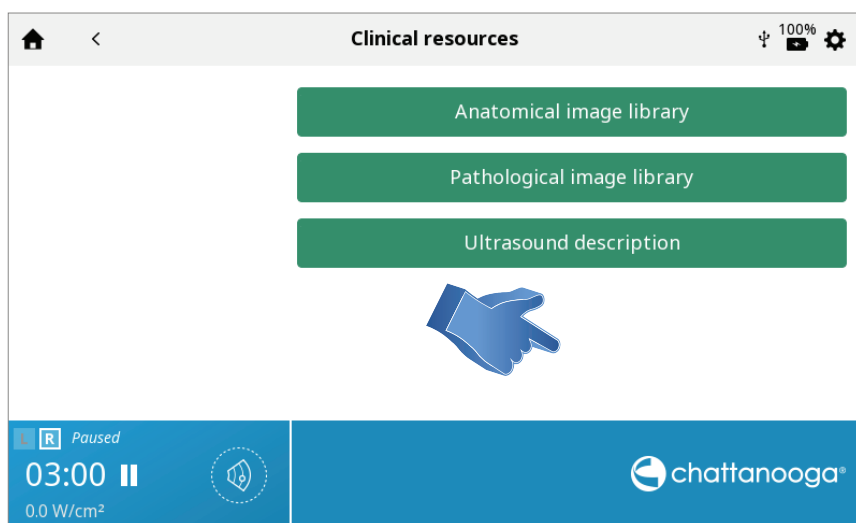 Clinical resources
100%
Anatomical image library
Pathological image library
Ultrasound description
L R Paused
03:00
0.0 W/cm²
chattanooga®